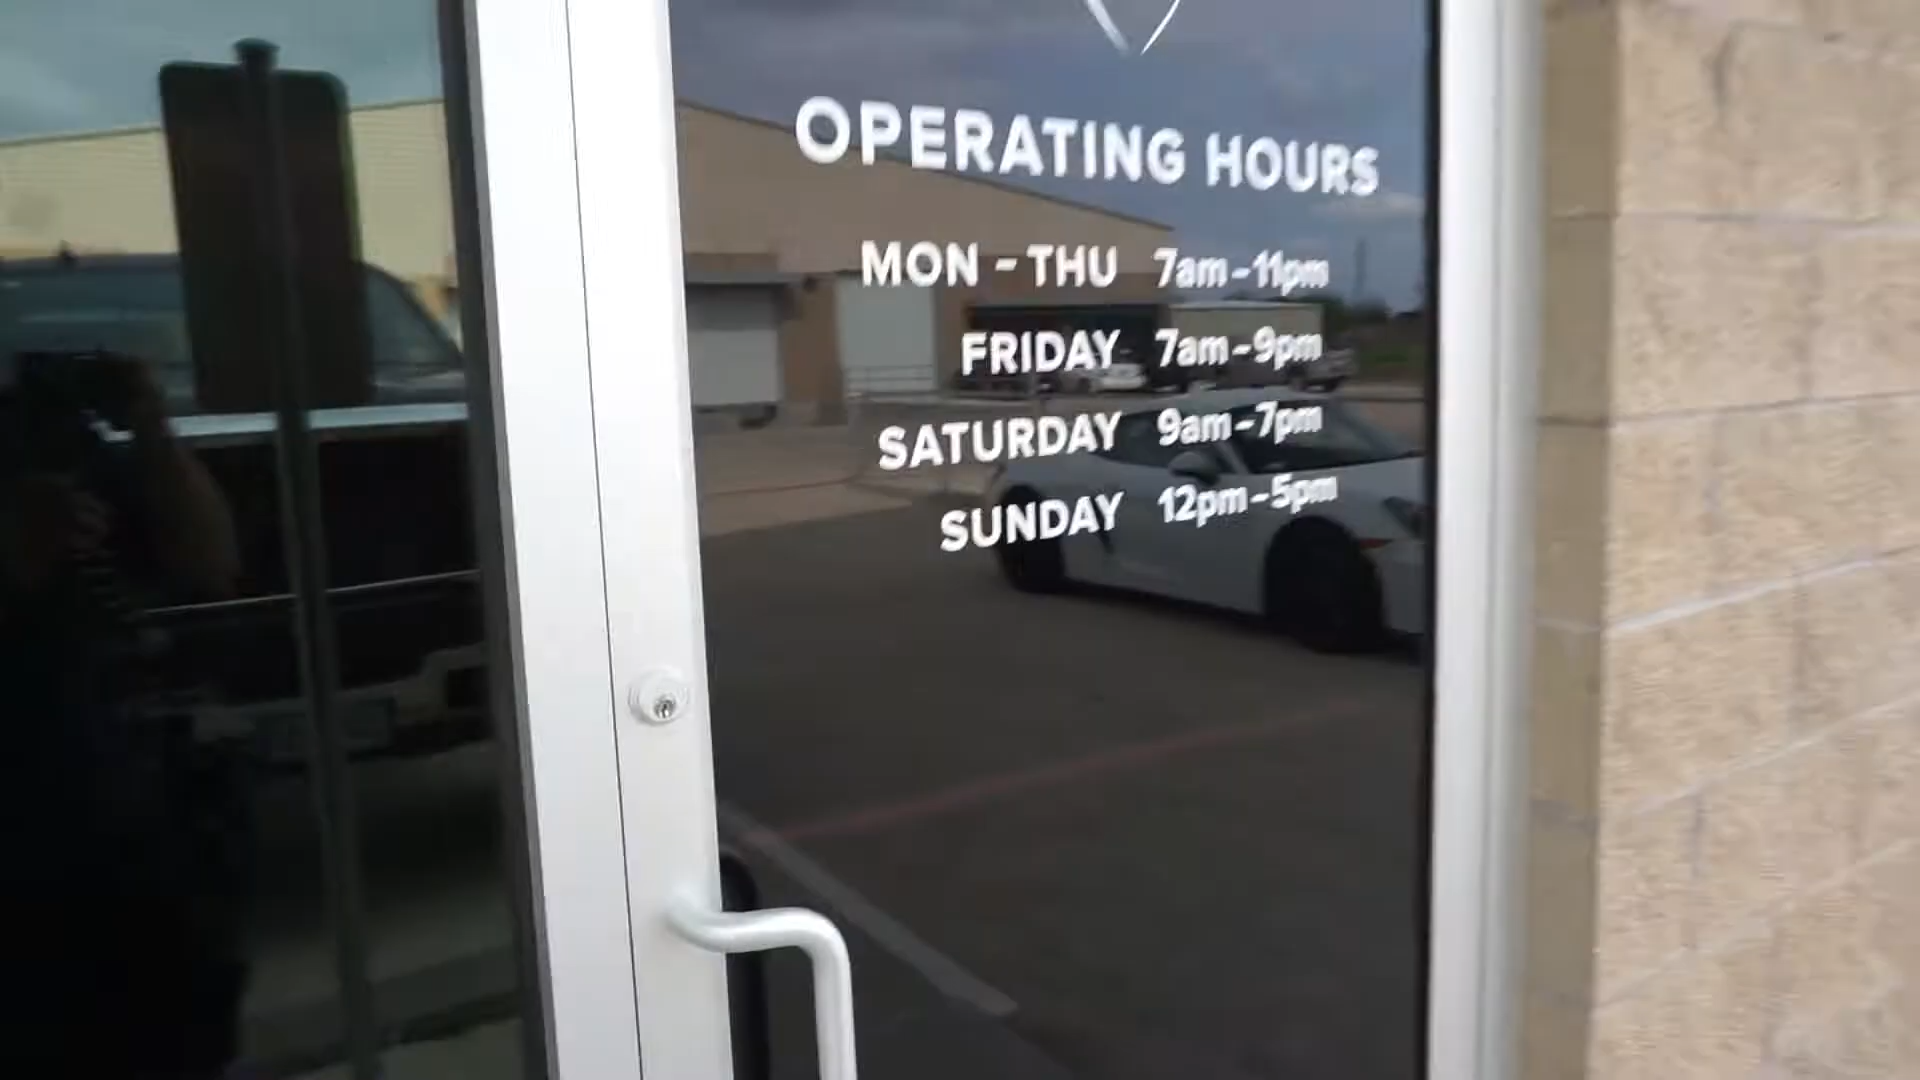 OPERATING HOURS
MON - THU 7am-11pm
FRIDAY 7am-9pm
SATURDAY 9am-7pm
SUNDAY 12pm-5pm